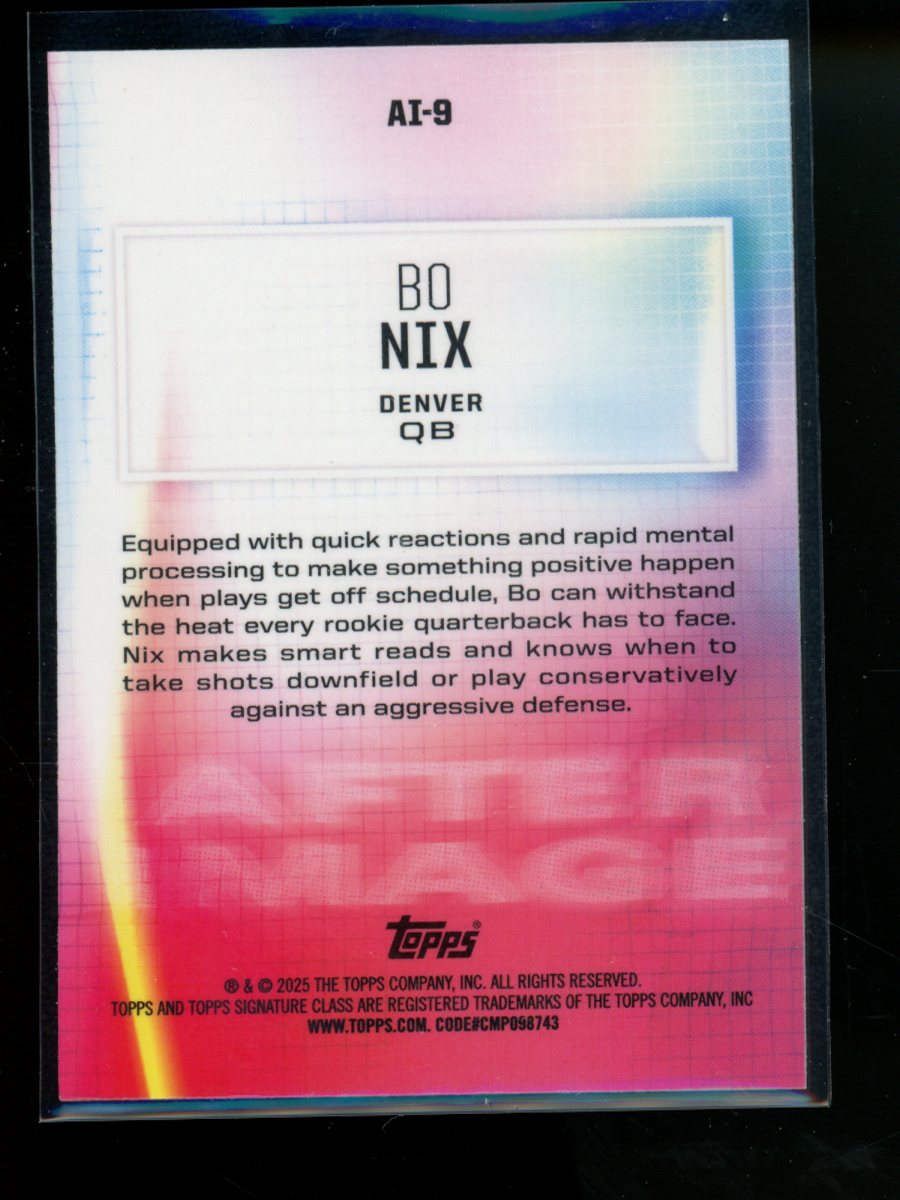 AI-9
BO
NIX
DENVER
QB
Equipped with quick reactions and rapid mental
processing to make something positive happen
when plays get off schedule, Bo can withstand
the heat every rookie quarterback has to face.
Nix makes smart reads and knows when to
take shots downfield or play conservatively
against an aggressive defense.
AFTER
IMAGE
Topps®
® & © 2025 THE TOPPS COMPANY, INC. ALL RIGHTS RESERVED.
TOPPS AND TOPPS SIGNATURE CLASS ARE REGISTERED TRADEMARKS OF THE TOPPS COMPANY, INC
WWW.TOPPS.COM. CODE#CMP098743